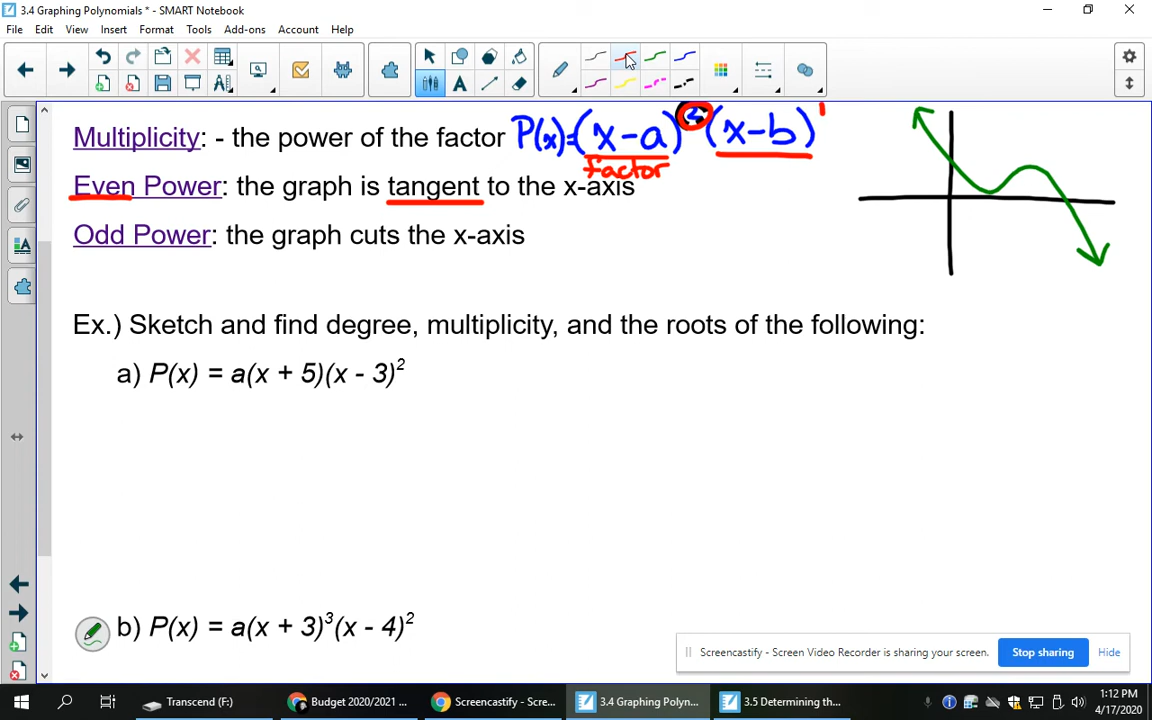 3.4 Graphing Polynomials * - SMART Notebook
File Edit View Insert Format Tools Add-ons Account Help
Multiplicity: - the power of the factor P(x)=(x-a)² (x-b)¹
factor
Even Power: the graph is tangent to the x-axis
Odd Power: the graph cuts the x-axis
Ex.) Sketch and find degree, multiplicity, and the roots of the following:
a) P(x) = a(x + 5)(x - 3)²
b) P(x) = a(x + 3)³(x - 4)²
Screencastify - Screen Video Recorder is sharing your screen. Stop sharing Hide
Transcend (F:) Budget 2020/2021 ... Screencastify - Scre... 3.4 Graphing Polyno... 3.5 Determining th...
1:12 PM
4/17/2020